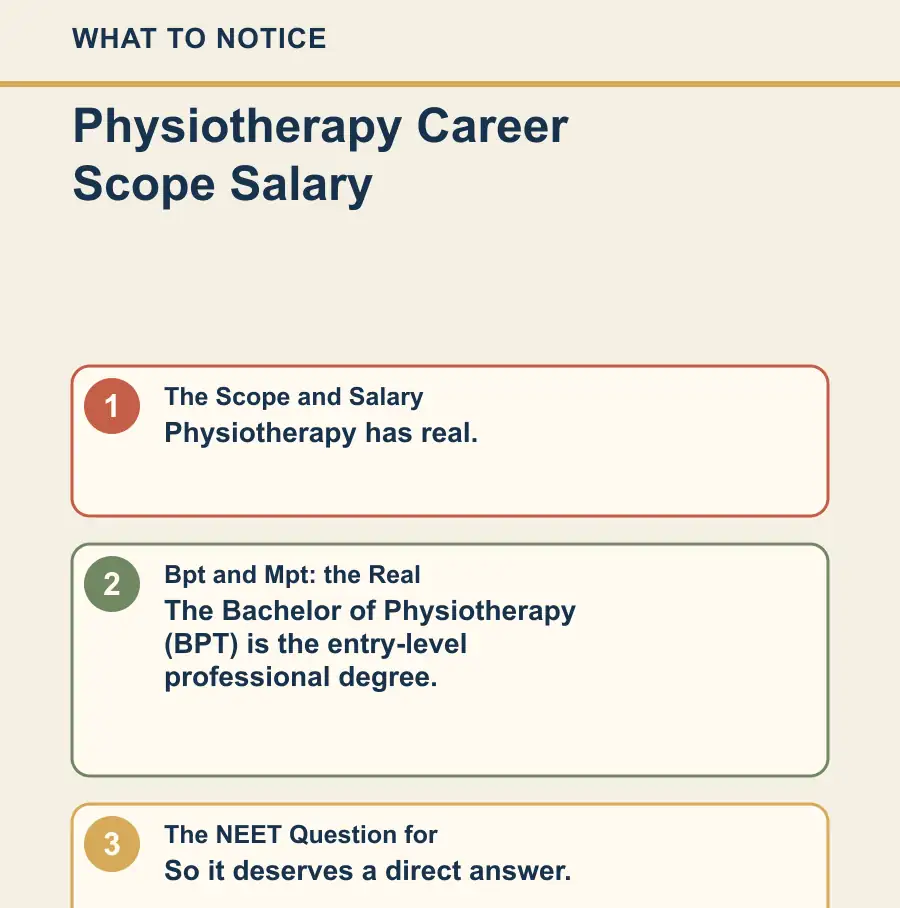 WHAT TO NOTICE
Physiotherapy Career
Scope Salary
1
The Scope and Salary
Physiotherapy has real.
2
Bpt and Mpt: the Real
The Bachelor of Physiotherapy
(BPT) is the entry-level
professional degree.
3
The NEET Question for
So it deserves a direct answer.